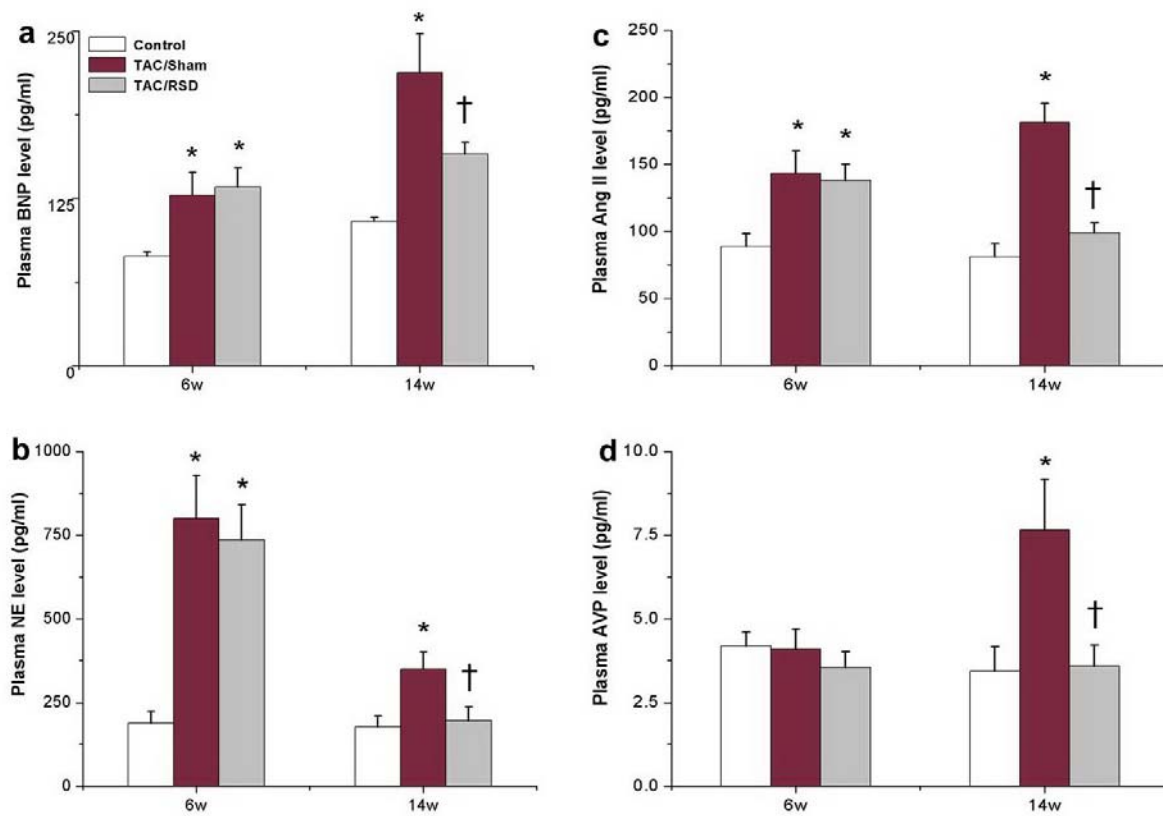 a
Plasma BNP level (pg/ml)
250
125
0
Control
TAC/Sham
TAC/RSD
*
*
*
†
6w
14w
c
Plasma Ang II level (pg/ml)
250
200
150
100
50
0
*
*
*
†
6w
14w
b
Plasma NE level (pg/ml)
1000
750
500
250
0
*
*
*
†
6w
14w
d
Plasma AVP level (pg/ml)
10.0
7.5
5.0
2.5
0.0
*
†
6w
14w